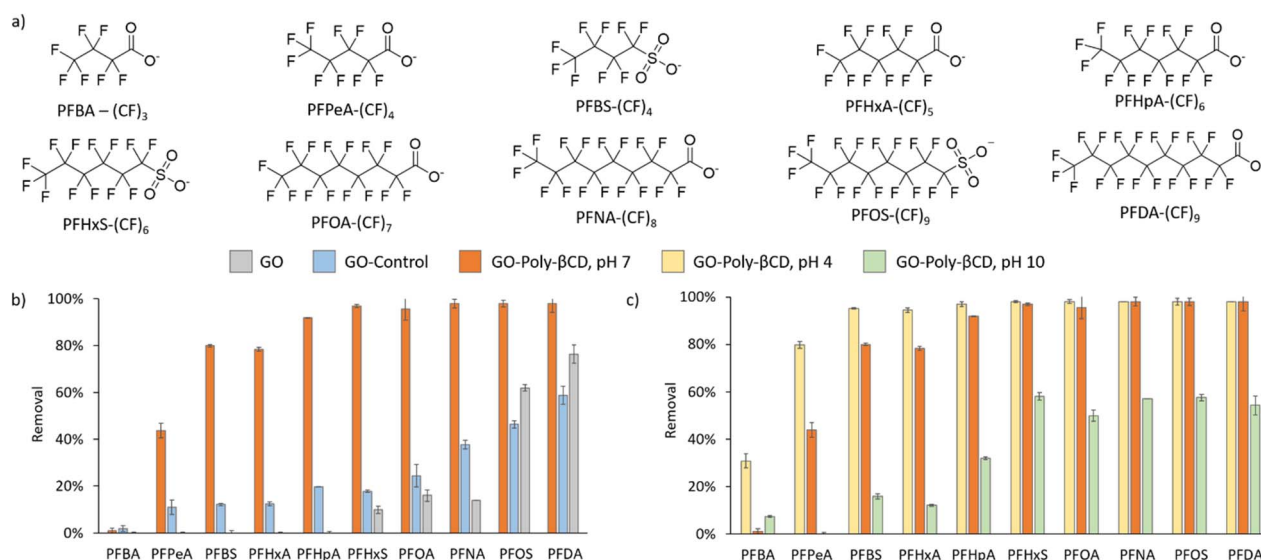 a)
F F F F F F F O O-
PFBA – (CF)₃
F F F F F F F F F O O-
PFPeA-(CF)₄
F F F F F F F F F O S O O-
PFBS-(CF)₄
F F F F F F F F F F F O O-
PFHxA-(CF)₅
F F F F F F F F F F F F F O O-
PFHpA-(CF)₆
F F F F F F F F F F F F F O S O O-
PFHxS-(CF)₆
F F F F F F F F F F F F F F F O O-
PFOA-(CF)₇
F F F F F F F F F F F F F F F F F O O-
PFNA-(CF)₈
F F F F F F F F F F F F F F F F F O S O O–
PFOS-(CF)₉
F F F F F F F F F F F F F F F F F F F O O
PFDA-(CF)₉
GO GO-Control GO-Poly-βCD, pH 7 GO-Poly-βCD, pH 4 GO-Poly-βCD, pH 10
b)
100%
80%
60%
40%
20%
0%
Removal
PFBA PFPeA PFBS PFHxA PFHpA PFHxS PFOA PFNA PFOS PFDA
c)
100%
80%
60%
40%
20%
0%
Removal
PFBA PFPeA PFBS PFHxA PFHpA PFHxS PFOA PFNA PFOS PFDA